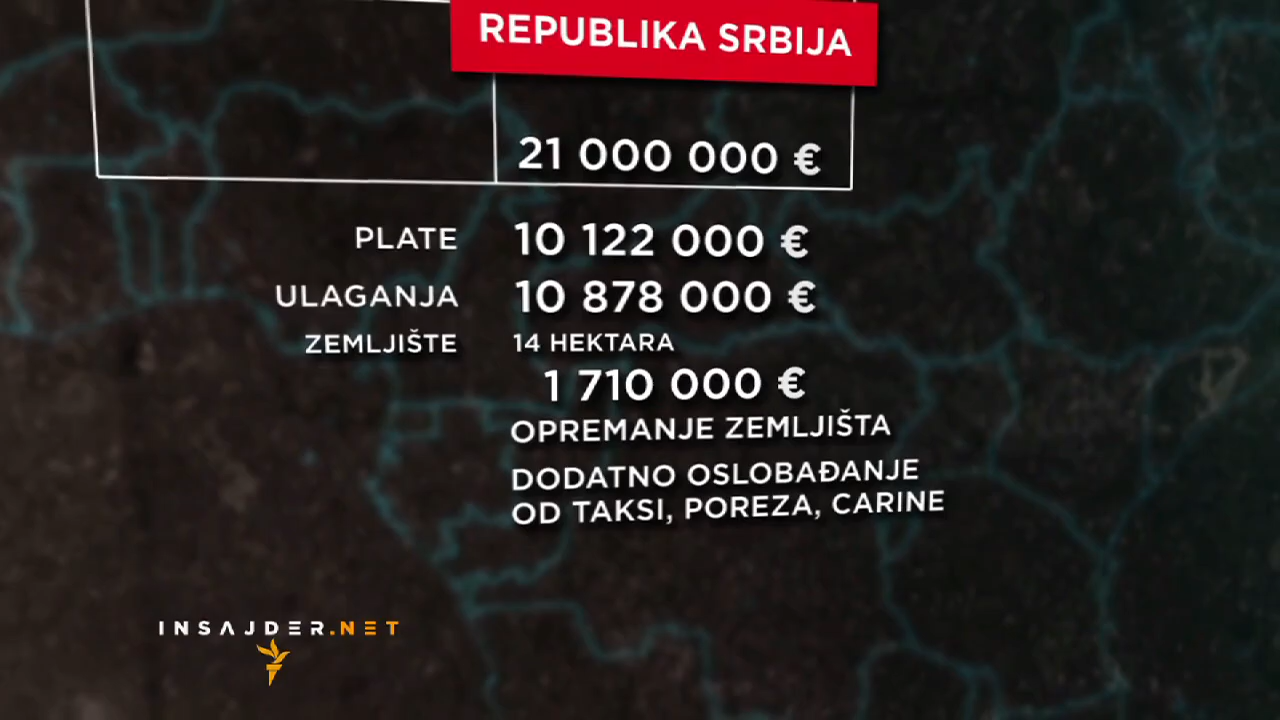 REPUBLIKA SRBIJA
21 000 000 €
PLATE 10 122 000 €
ULAGANJA 10 878 000 €
ZEMLJIŠTE 14 HEKTARA
1 710 000 €
OPREMANJE ZEMLJIŠTA
DODATNO OSLOBAĐANJE
OD TAKSI, POREZA, CARINE
INSAJDER.NET